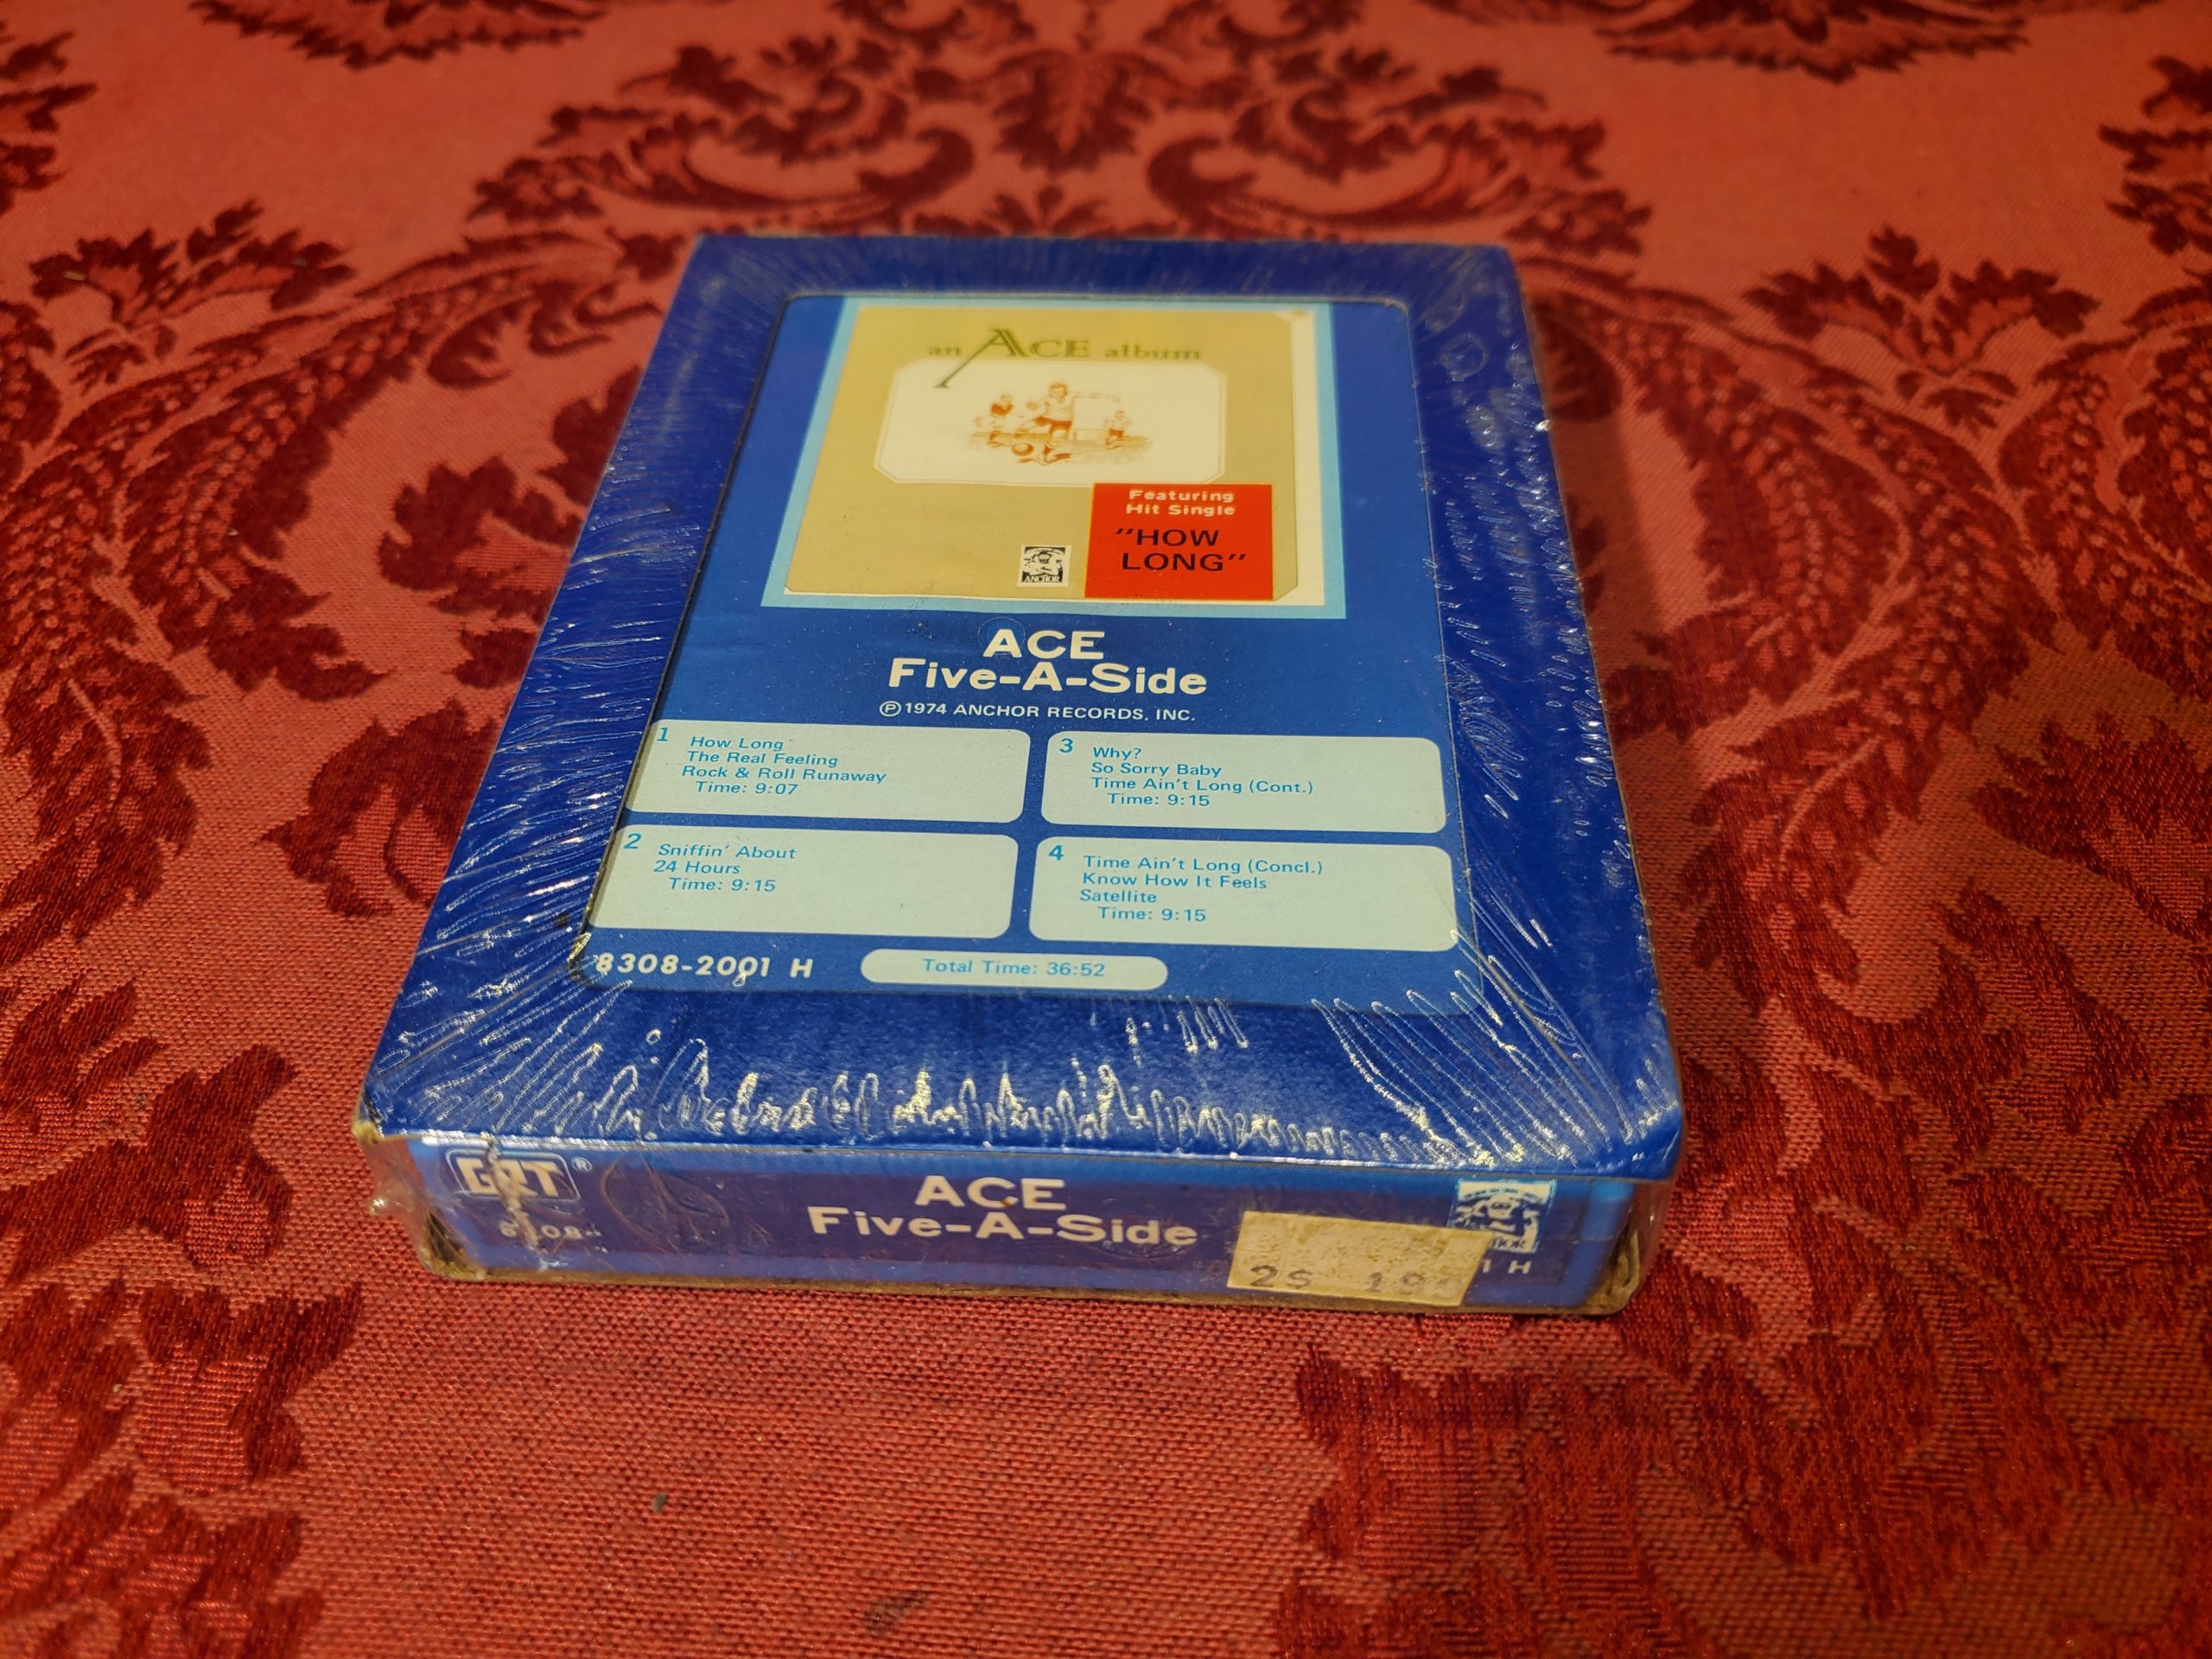 an ACE album
Featuring
Hit Single
"HOW
LONG"
ANCHOR
ACE
Five-A-Side
℗ 1974 ANCHOR RECORDS, INC.
1 How Long
The Real Feeling
Rock & Roll Runaway
Time: 9:07
2 Sniffin' About
24 Hours
Time: 9:15
3 Why?
So Sorry Baby
Time Ain't Long (Cont.)
Time: 9:15
4 Time Ain't Long (Concl.)
Know How It Feels
Satellite
Time: 9:15
8308-2001 H
Total Time: 36:52
GRT®
ACE
Five-A-Side
H